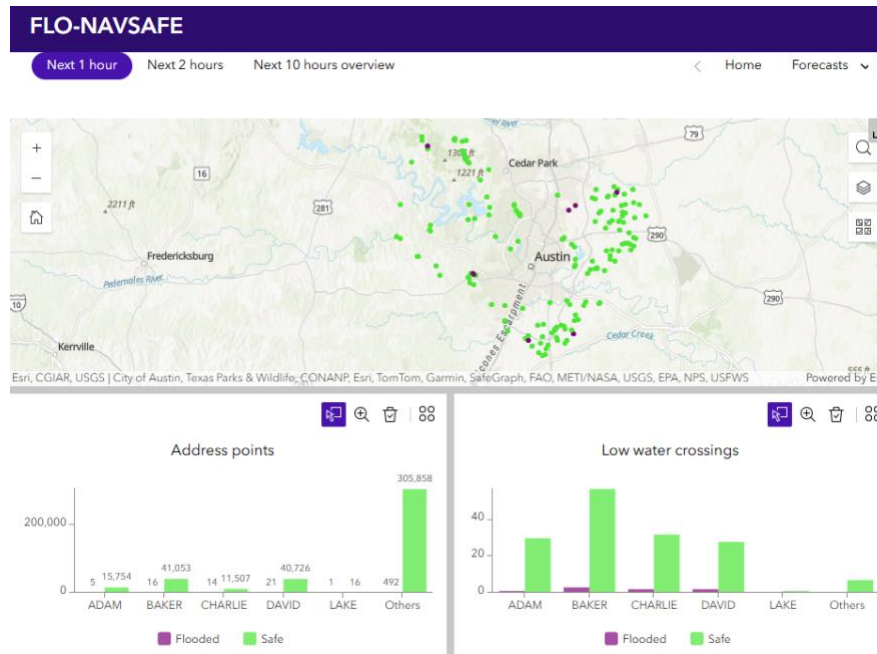 FLO-NAVSAFE
Next 1 hour Next 2 hours Next 10 hours overview
Home Forecasts
79
16
Cedar Park
1221 ft
2211 ft
281
290
Fredericksburg
Austin
Pedernales River
290
10
Cedar Creek
Kerrville
Esri, CGIAR, USGS | City of Austin, Texas Parks & Wildlife, CONANP, Esri, TomTom, Garmin, SafeGraph, FAO, METI/NASA, USGS, EPA, NPS, USFWS
Powered by E
Address points
305,858
200,000
41,053 40,726
5 15,754 16 14 11,507 21 1 16 492
0
ADAM BAKER CHARLIE DAVID LAKE Others
Flooded Safe
Low water crossings
40
20
0
ADAM BAKER CHARLIE DAVID LAKE Others
Flooded Safe